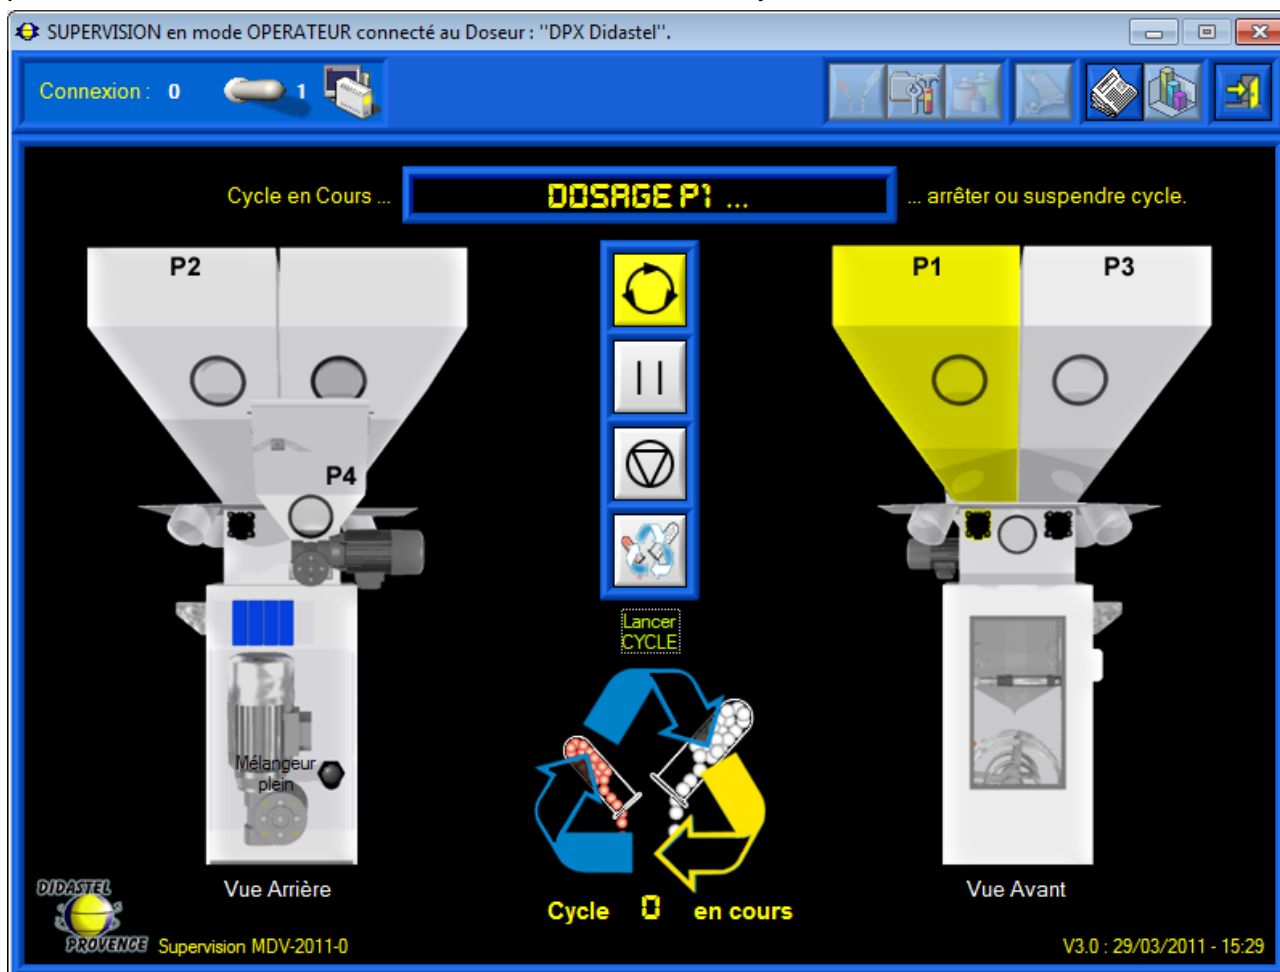 SUPERVISION en mode OPERATEUR connecté au Doseur : "DPX Didastel".
Connexion : 0 1
Cycle en Cours ... DOSAGE P1 ... ... arrêter ou suspendre cycle.
P2 P1 P3
P4
Lancer
CYCLE
Mélangeur
plein
Vue Arrière Vue Avant
Cycle 0 en cours
DIDASTEL
PROVENCE Supervision MDV-2011-0 V3.0 : 29/03/2011 - 15:29